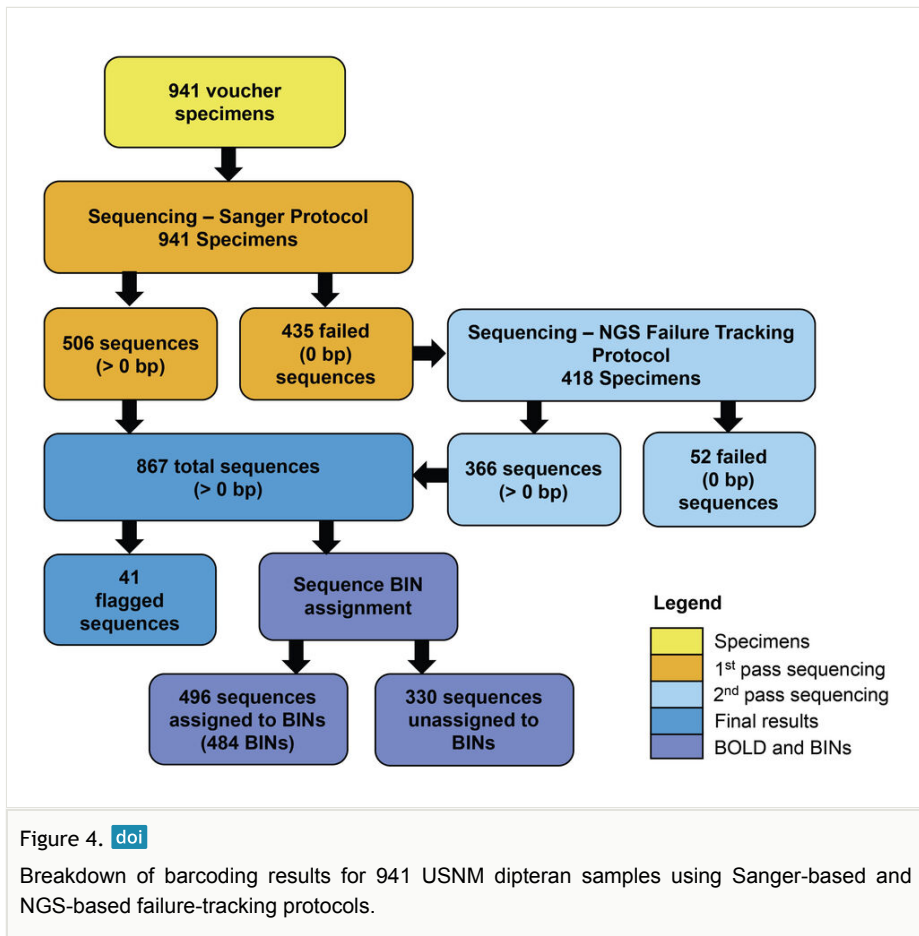 941 voucher
specimens
Sequencing – Sanger Protocol
941 Specimens
506 sequences
(> 0 bp)
435 failed
(0 bp)
sequences
Sequencing – NGS Failure Tracking
Protocol
418 Specimens
867 total sequences
(> 0 bp)
366 sequences
(> 0 bp)
52 failed
(0 bp)
sequences
41
flagged
sequences
Sequence BIN
assignment
496 sequences
assigned to BINs
(484 BINs)
330 sequences
unassigned to
BINs
Legend
Specimens
1st pass sequencing
2nd pass sequencing
Final results
BOLD and BINs
Figure 4. doi
Breakdown of barcoding results for 941 USNM dipteran samples using Sanger-based and
NGS-based failure-tracking protocols.